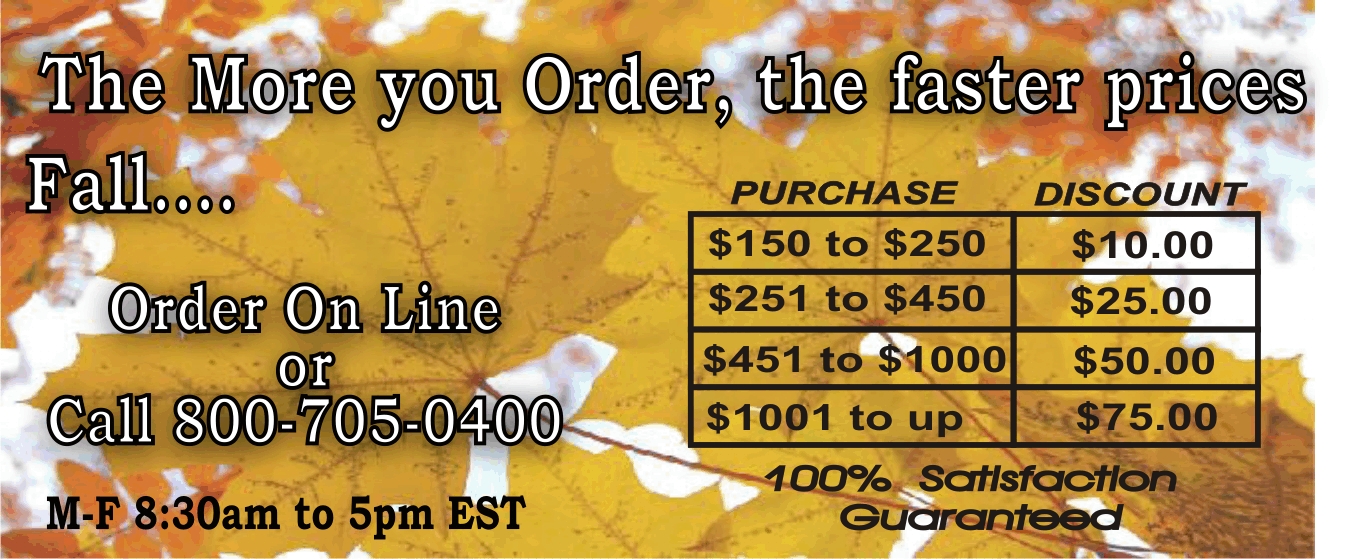 The More you Order, the faster prices
Fall....
Order On Line
or
Call 800-705-0400
M-F 8:30am to 5pm EST
PURCHASE DISCOUNT
$150 to $250 $10.00
$251 to $450 $25.00
$451 to $1000 $50.00
$1001 to up $75.00
100% Satisfaction
Guaranteed